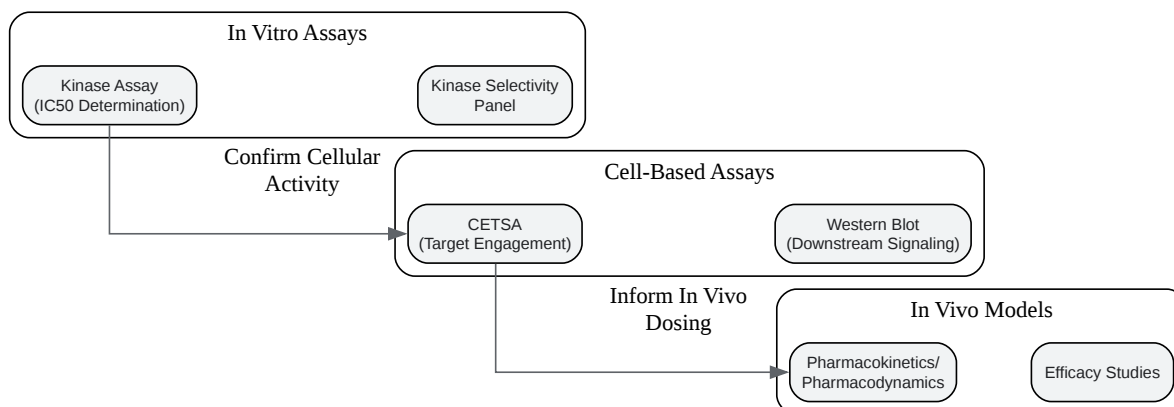 In Vitro Assays
Kinase Assay
(IC50 Determination)
Kinase Selectivity
Panel
Confirm Cellular
Activity
Cell-Based Assays
CETSA
(Target Engagement)
Western Blot
(Downstream Signaling)
Inform In Vivo
Dosing
In Vivo Models
Pharmacokinetics/
Pharmacodynamics
Efficacy Studies